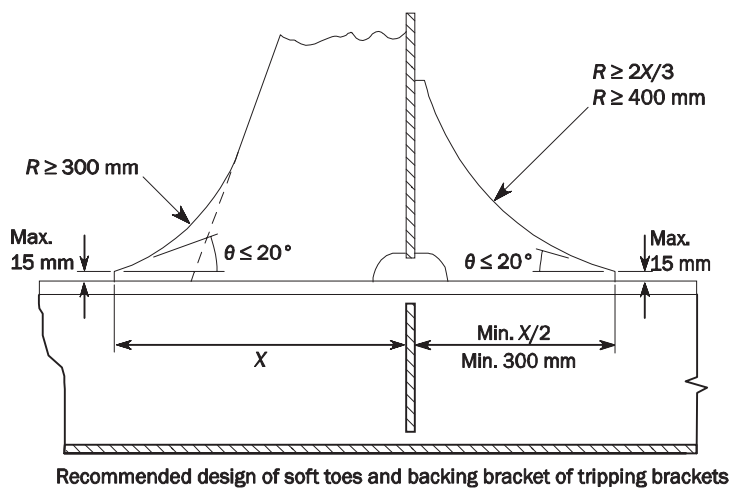 R ≥ 2X/3
R ≥ 400 mm
R ≥ 300 mm
Max.
15 mm
θ ≤ 20°
θ ≤ 20°
Max.
15 mm
X
Min. X/2
Min. 300 mm
Recommended design of soft toes and backing bracket of tripping brackets